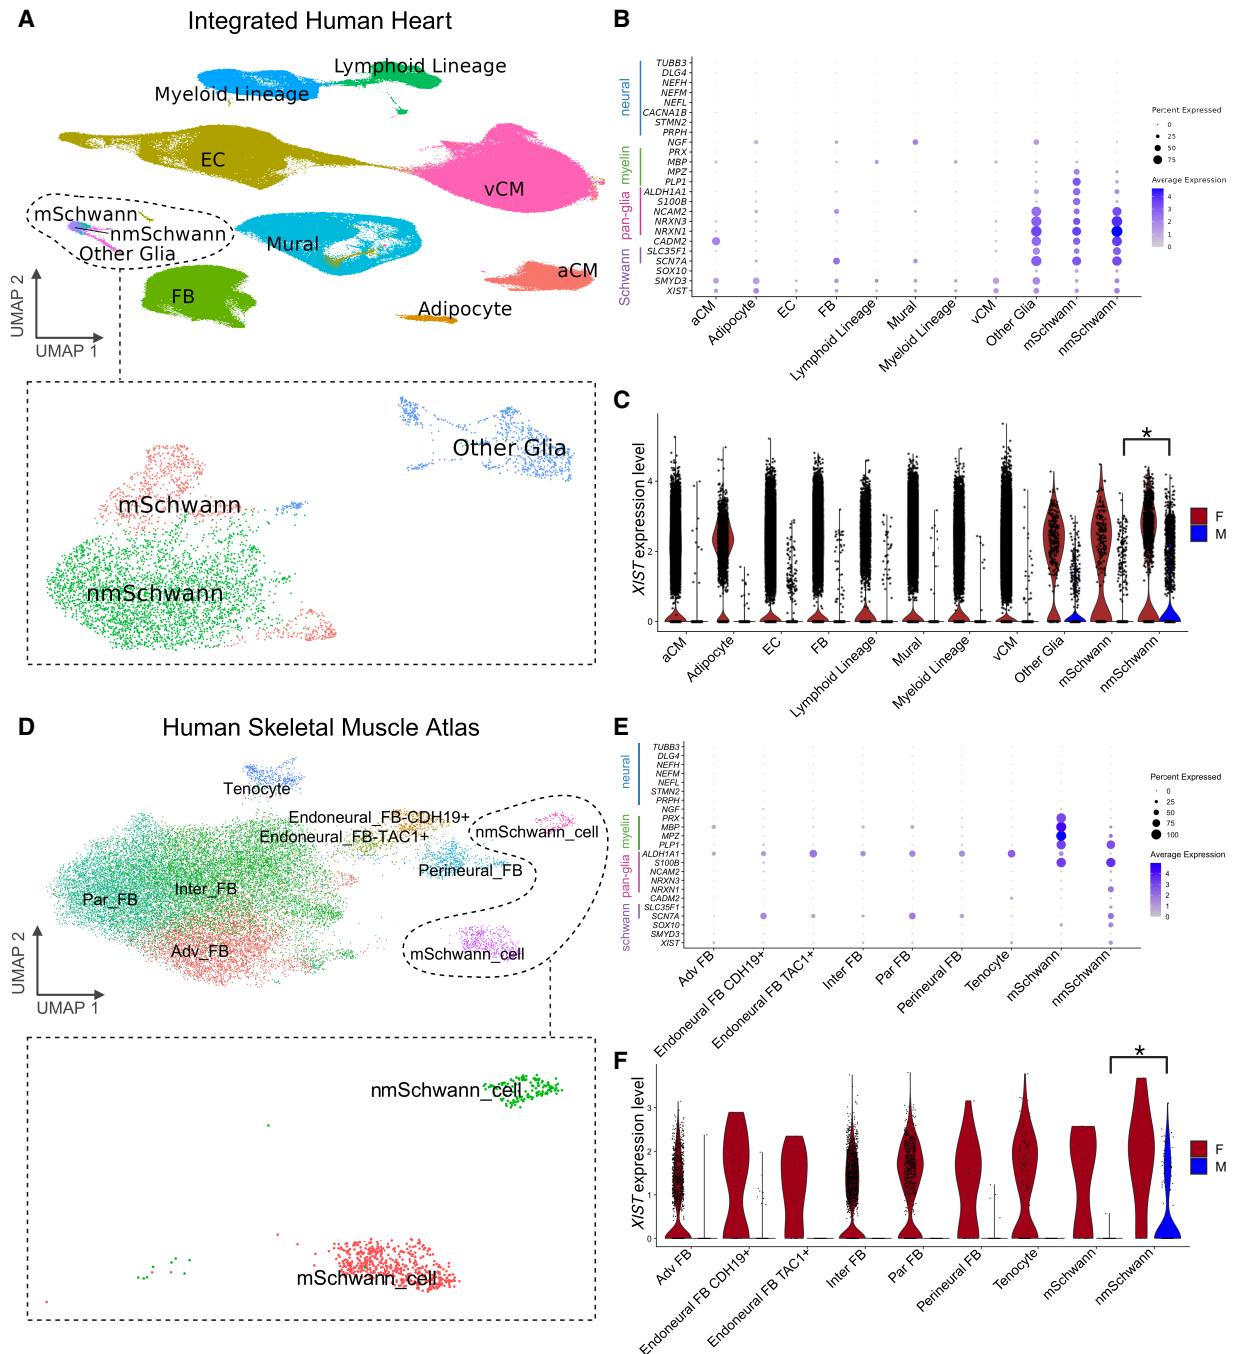 A
Integrated Human Heart
Lymphoid Lineage
Myeloid Lineage
EC
vCM
mSchwann
nmSchwann
Other Glia
Mural
aCM
FB
Adipocyte
UMAP 2
UMAP 1
mSchwann
nmSchwann
Other Glia
B
neural
myelin
pan-glia
Schwann
TUBB3
DLG4
NEFH
NEFM
NEFL
CACNA1B
STMN2
PRPH
NGF
PRX
MBP
MPZ
PLP1
ALDH1A1
S100B
NCAM2
NRXN3
NRXN1
CADM2
SLC35F1
SCN7A
SOX10
SMYD3
XIST
aCM
Adipocyte
EC
FB
Lymphoid Lineage
Mural
Myeloid Lineage
vCM
Other Glia
mSchwann
nmSchwann
Percent Expressed
0
25
50
75
Average Expression
4
3
2
1
0
C
XIST expression level
4
2
0
*
F
M
aCM
Adipocyte
EC
FB
Lymphoid Lineage
Mural
Myeloid Lineage
vCM
Other Glia
mSchwann
nmSchwann
D
Human Skeletal Muscle Atlas
Tenocyte
Endoneural_FB-CDH19+
Endoneural_FB-TAC1+
nmSchwann_cell
Perineural_FB
Inter_FB
Par_FB
Adv_FB
mSchwann_cell
UMAP 2
UMAP 1
nmSchwann_cell
mSchwann_cell
E
neural
myelin
pan-glia
schwann
TUBB3
DLG4
NEFH
NEFM
NEFL
STMN2
PRPH
NGF
PRX
MBP
MPZ
PLP1
ALDH1A1
S100B
NCAM2
NRXN3
NRXN1
CADM2
SLC35F1
SCN7A
SOX10
SMYD3
XIST
Adv FB
Endoneural FB CDH19+
Endoneural FB TAC1+
Inter FB
Par FB
Perineural FB
Tenocyte
mSchwann
nmSchwann
Percent Expressed
0
25
50
75
100
Average Expression
4
3
2
1
0
F
XIST expression level
3
2
1
0
*
F
M
Adv FB
Endoneural FB CDH19+
Endoneural FB TAC1+
Inter FB
Par FB
Perineural FB
Tenocyte
mSchwann
nmSchwann